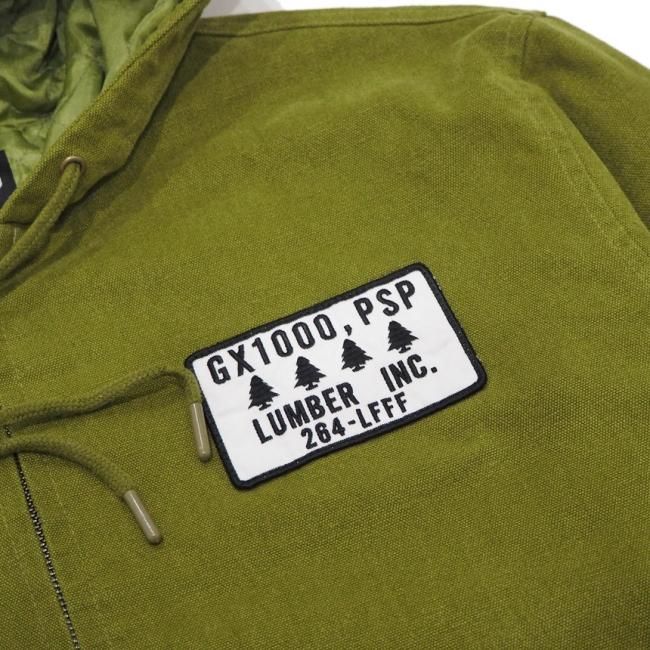 GX1000, PSP
LUMBER INC.
264-LFFF